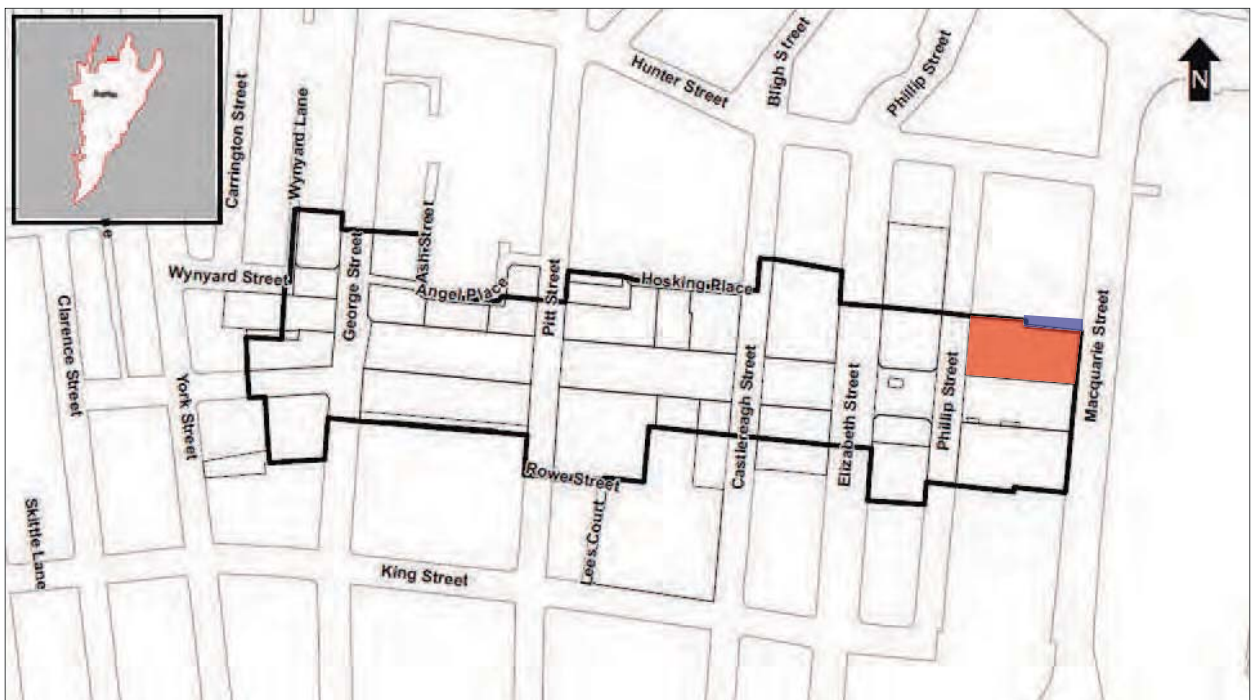 Hunter Street
Bligh Street
Phillip Street
N
Carrington Street
Wynyard Lane
Wynyard Street
George Street
Ash Street
Angel Place
Pitt Street
Hosking Place
Clarence Street
York Street
Castlereagh Street
Elizabeth Street
Phillip Street
Macquarie Street
Rowe Street
Lees Court
Skittle Lane
King Street